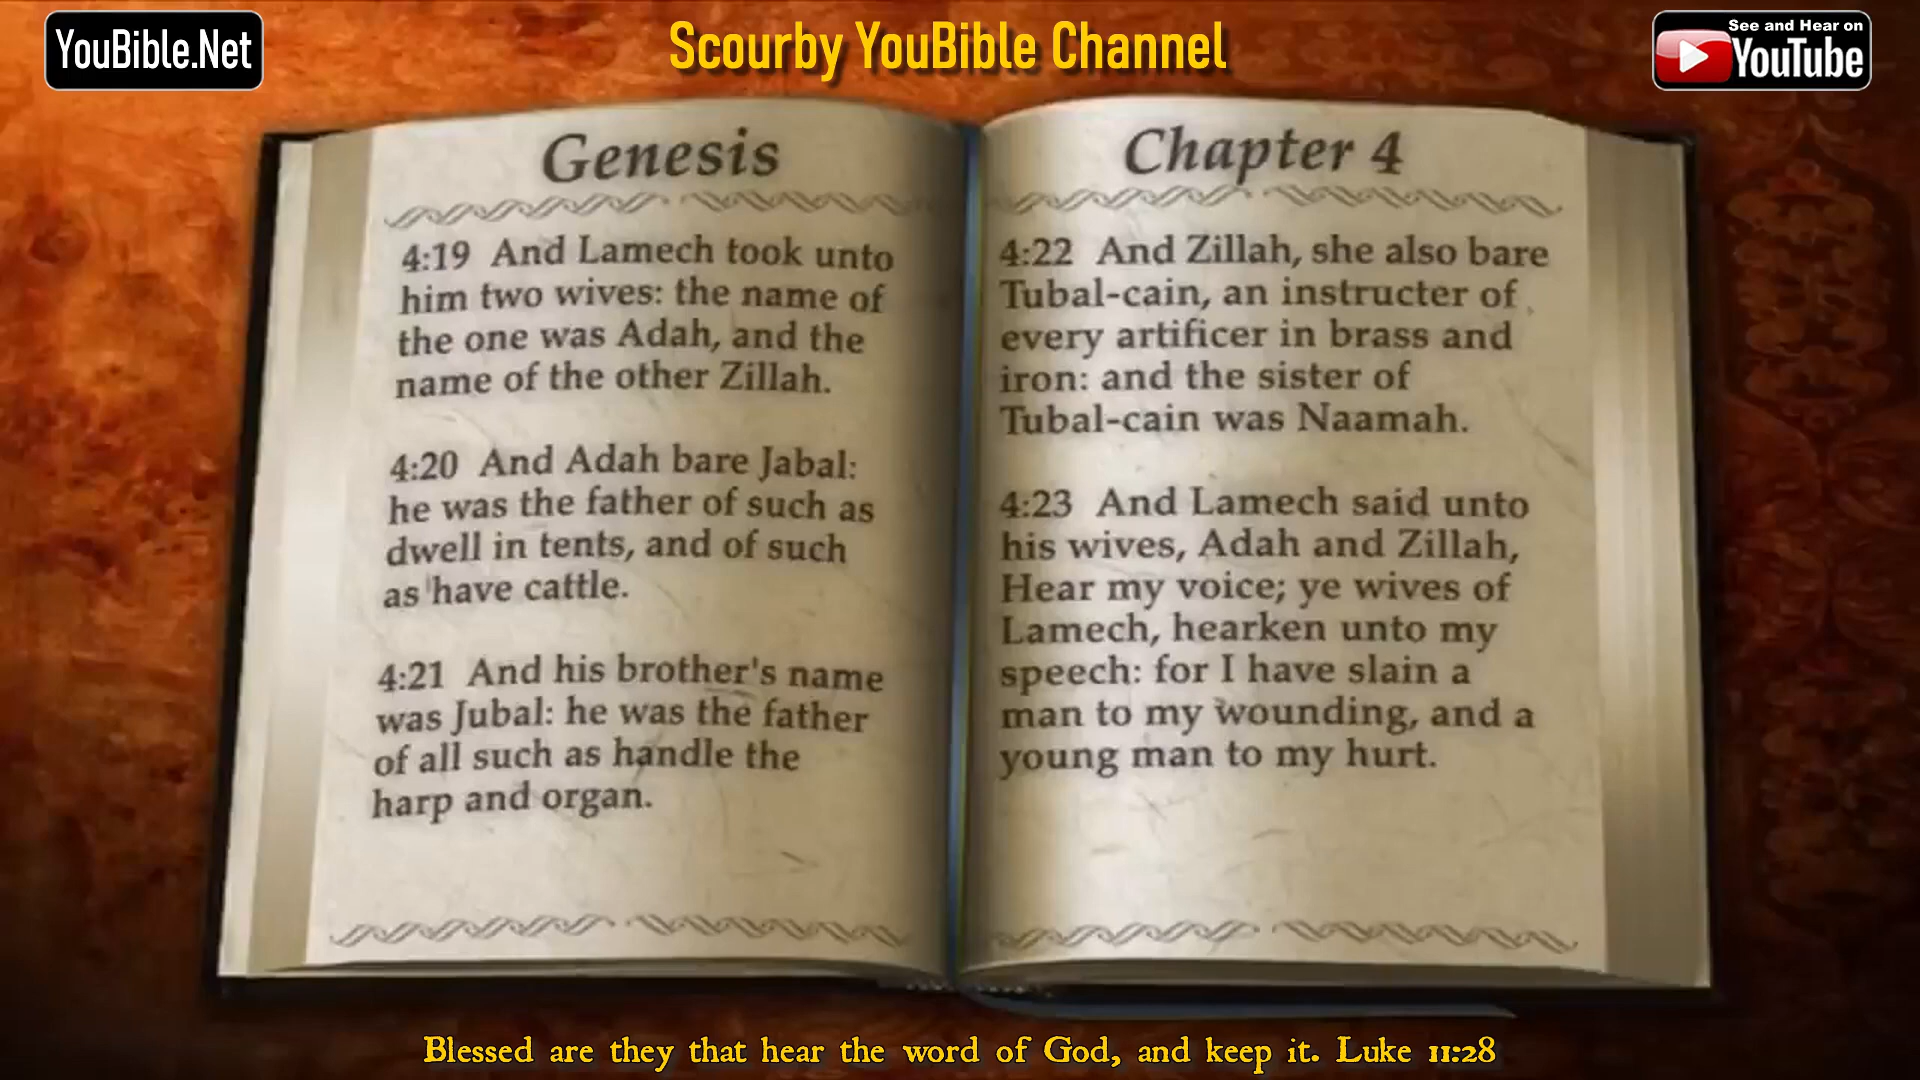 YouBible.Net
Scourby YouBible Channel
See and Hear on
YouTube
Genesis
4:19 And Lamech took unto
him two wives: the name of
the one was Adah, and the
name of the other Zillah.
4:20 And Adah bare Jabal:
he was the father of such as
dwell in tents, and of such
as have cattle.
4:21 And his brother's name
was Jubal: he was the father
of all such as handle the
harp and organ.
Chapter 4
4:22 And Zillah, she also bare
Tubal-cain, an instructer of
every artificer in brass and
iron: and the sister of
Tubal-cain was Naamah.
4:23 And Lamech said unto
his wives, Adah and Zillah,
Hear my voice; ye wives of
Lamech, hearken unto my
speech: for I have slain a
man to my wounding, and a
young man to my hurt.
Blessed are they that hear the word of God, and keep it. Luke 11:28